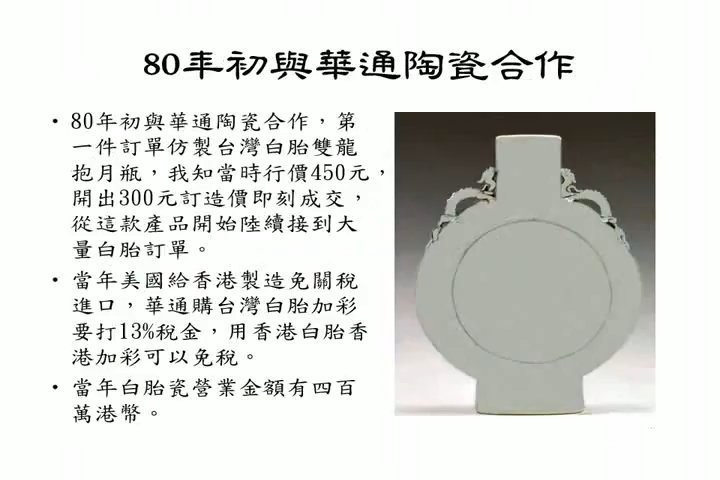 80年初與華通陶瓷合作
• 80年初與華通陶瓷合作，第
一件訂單仿製台灣白胎雙龍
抱月瓶，我知當時行價450元，
開出300元訂造價即刻成交，
從這款產品開始陸續接到大
量白胎訂單。
• 當年美國給香港製造免關稅
進口，華通購台灣白胎加彩
要打13%稅金，用香港白胎香
港加彩可以免稅。
• 當年白胎瓷營業金額有四百
萬港幣。